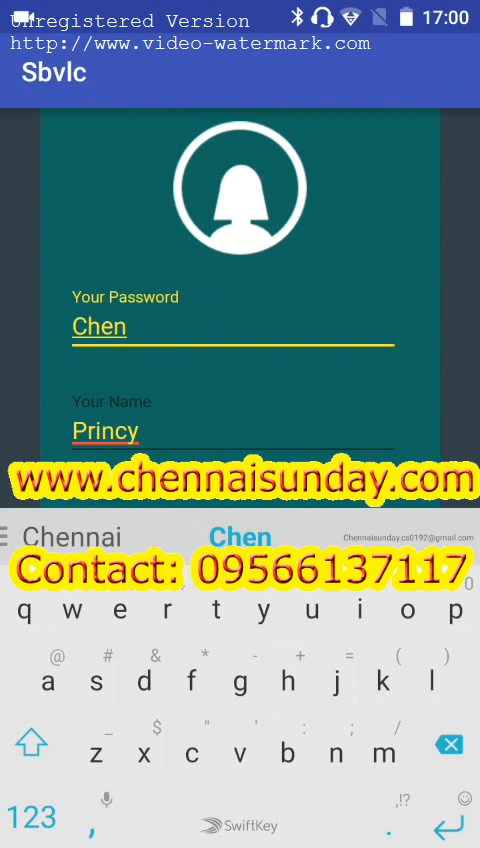 Unregistered Version
17:00
http://www.video-watermark.com
Sbvlc
Your Password
Chen
Your Name
Princy
www.chennaisunday.com
Chennai Chen Chennaisunday.cs0192@gmail.com
Contact: 09566137117
0
q w e r t y u i o p
@ # & * - + = ( )
a s d f g h j k l
_ $ " ' : ; /
z x c v b n m
123 , SwiftKey . ,!?